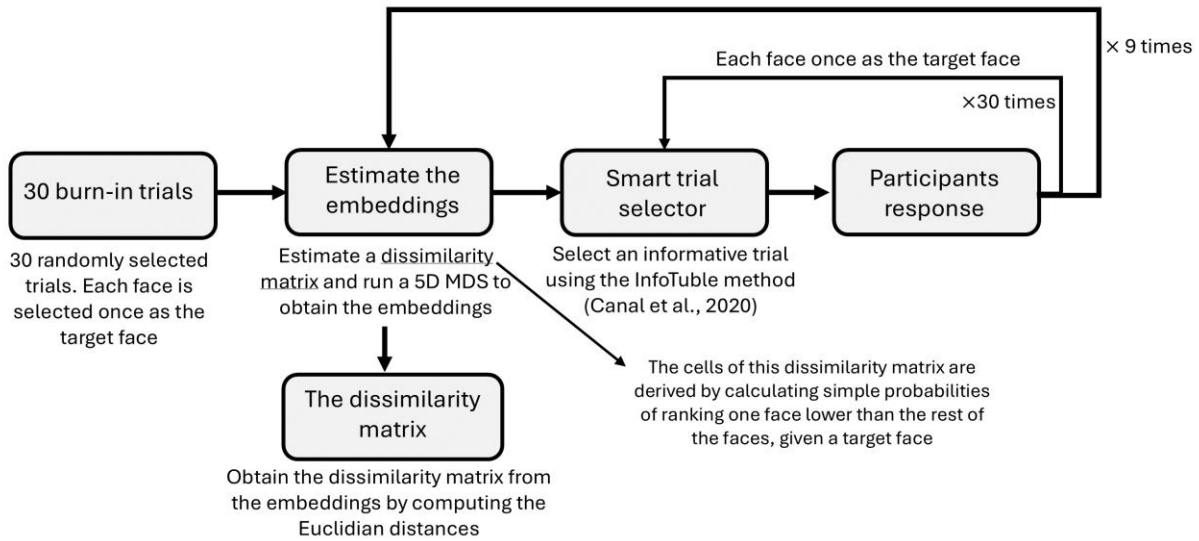 × 9 times
Each face once as the target face
×30 times
30 burn-in trials
Estimate the
embeddings
Smart trial
selector
Participants
response
30 randomly selected
trials. Each face is
selected once as the
target face
Estimate a dissimilarity
matrix and run a 5D MDS to
obtain the embeddings
Select an informative trial
using the InfoTuble method
(Canal et al., 2020)
The cells of this dissimilarity matrix are
derived by calculating simple probabilities
of ranking one face lower than the rest of
the faces, given a target face
The dissimilarity
matrix
Obtain the dissimilarity matrix from
the embeddings by computing the
Euclidian distances